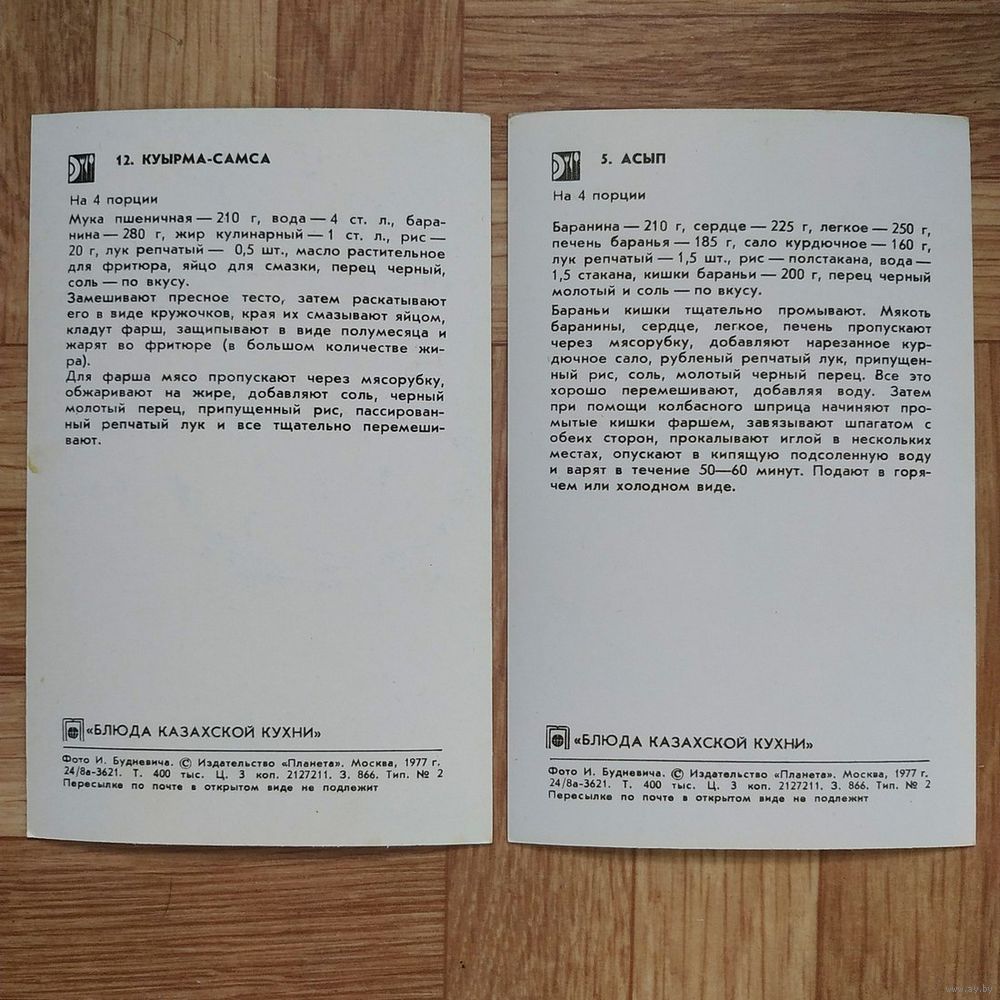 12. КУЫРМА-САМСА
На 4 порции
Мука пшеничная — 210 г, вода — 4 ст. л., бара-
нина — 280 г, жир кулинарный — 1 ст. л., рис —
20 г, лук репчатый — 0,5 шт., масло растительное
для фритюра, яйцо для смазки, перец черный,
соль — по вкусу.
Замешивают пресное тесто, затем раскатывают
его в виде кружочков, края их смазывают яйцом,
кладут фарш, защипывают в виде полумесяца и
жарят во фритюре (в большом количестве жи-
ра).
Для фарша мясо пропускают через мясорубку,
обжаривают на жире, добавляют соль, черный
молотый перец, припущенный рис, пассирован-
ный репчатый лук и все тщательно перемеши-
вают.
«БЛЮДА КАЗАХСКОЙ КУХНИ»
Фото И. Будневича. © Издательство «Планета». Москва, 1977 г.
24/8а-3621. Т. 400 тыс. Ц. 3 коп. 2127211. З. 866. Тип. № 2
Пересылке по почте в открытом виде не подлежит
5. АСЫП
На 4 порции
Баранина — 210 г, сердце — 225 г, легкое — 250 г,
печень баранья — 185 г, сало курдючное — 160 г,
лук репчатый — 1,5 шт., рис — полстакана, вода —
1,5 стакана, кишки бараньи — 200 г, перец черный
молотый и соль — по вкусу.
Бараньи кишки тщательно промывают. Мякоть
баранины, сердце, легкое, печень пропускают
через мясорубку, добавляют нарезанное кур-
дючное сало, рубленый репчатый лук, припущен-
ный рис, соль, молотый черный перец. Все это
хорошо перемешивают, добавляя воду. Затем
при помощи колбасного шприца начиняют про-
мытые кишки фаршем, завязывают шпагатом с
обеих сторон, прокалывают иглой в нескольких
местах, опускают в кипящую подсоленную воду
и варят в течение 50—60 минут. Подают в горя-
чем или холодном виде.
«БЛЮДА КАЗАХСКОЙ КУХНИ»
Фото И. Будневича. © Издательство «Планета». Москва, 1977 г.
24/8а-3621. Т. 400 тыс. Ц. 3 коп. 2127211. З. 866. Тип. № 2
Пересылке по почте в открытом виде не подлежит
www.ay.by